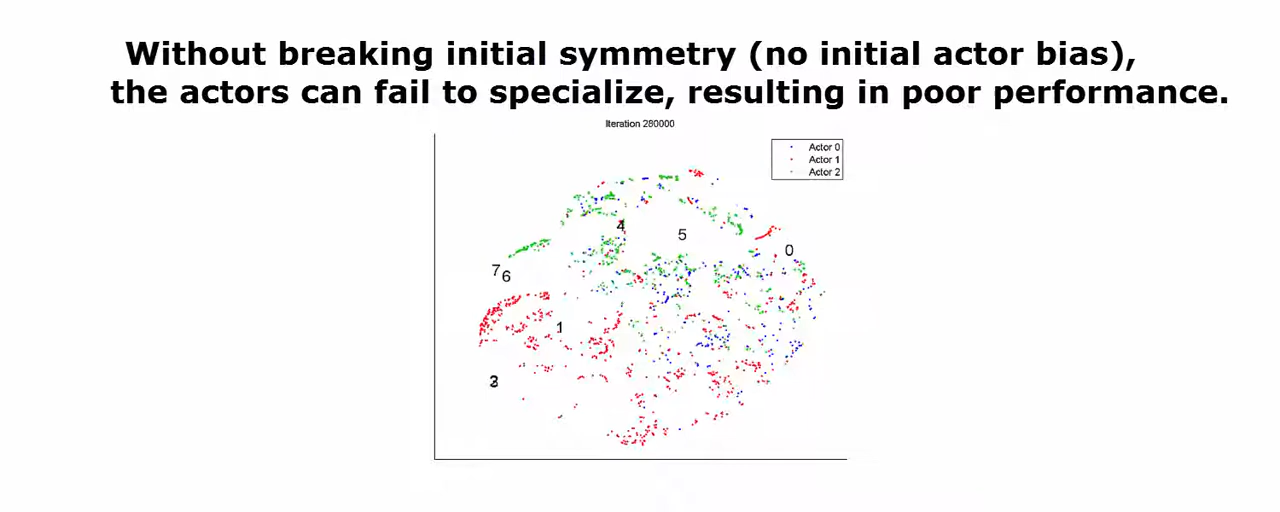 Without breaking initial symmetry (no initial actor bias),
the actors can fail to specialize, resulting in poor performance.
Iteration 280000
Actor 0
Actor 1
Actor 2
4
5
0
7
6
1